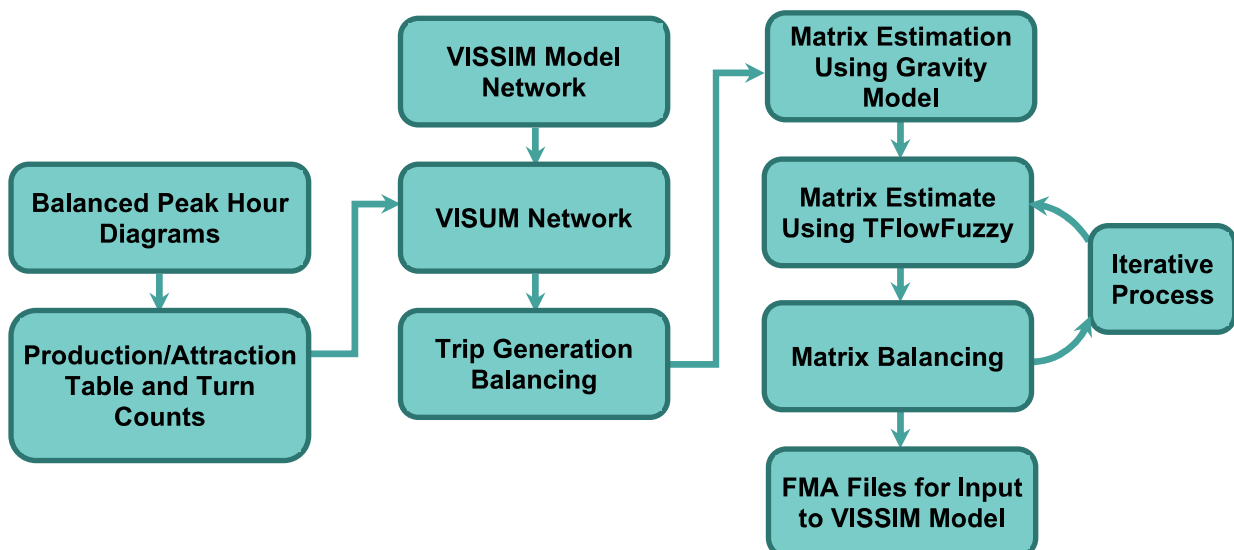 Balanced Peak Hour
Diagrams
Production/Attraction
Table and Turn
Counts
VISSIM Model
Network
VISUM Network
Trip Generation
Balancing
Matrix Estimation
Using Gravity
Model
Matrix Estimate
Using TFlowFuzzy
Iterative
Process
Matrix Balancing
FMA Files for Input
to VISSIM Model